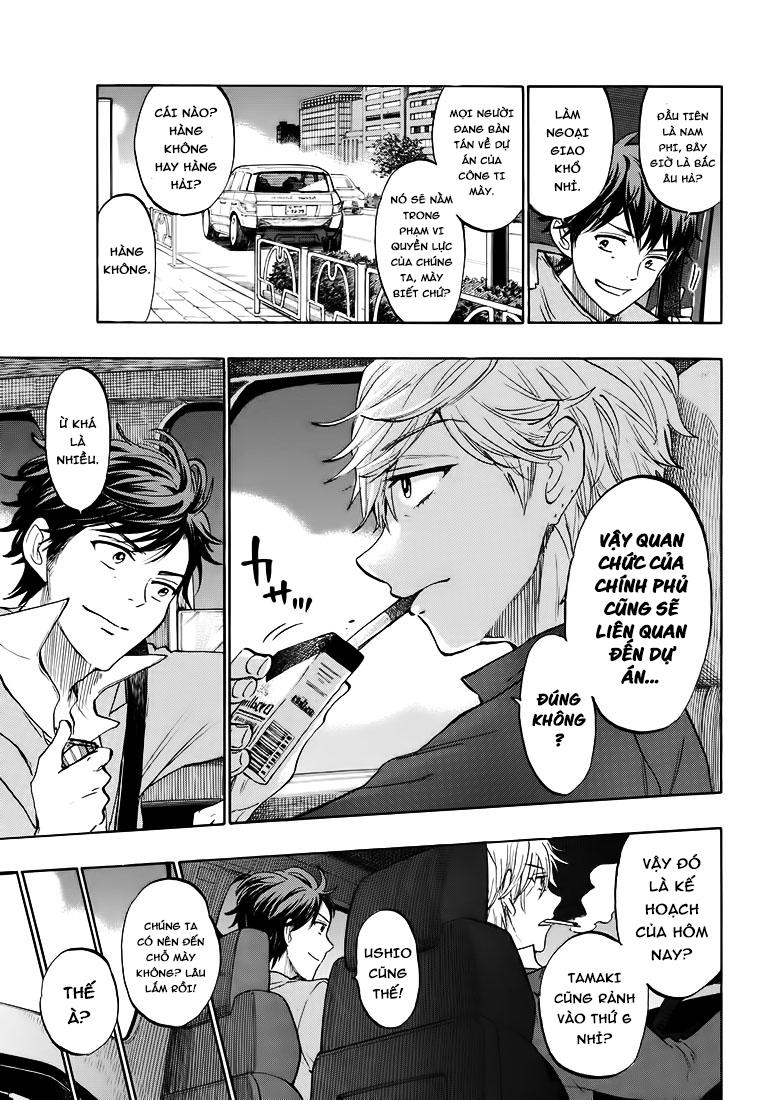 ĐẦU TIÊN
LÀ NAM
PHI, BÂY
GIỜ LÀ BẮC
ÂU HẢ?
LÀM
NGOẠI
GIAO
KHỔ
NHỈ.
MỌI NGƯỜI
ĐANG BÀN
TÁN VỀ DỰ
ÁN CỦA
CÔNG TI
MÀY.
NÓ SẼ NẰM
TRONG
PHẠM VI
QUYỀN LỰC
CỦA CHÚNG
TA, MÀY
BIẾT CHỨ?
CÁI NÀO?
HÀNG
KHÔNG
HAY HÀNG
HẢI?
HÀNG
KHÔNG.
VẬY QUAN
CHỨC CỦA
CHÍNH PHỦ
CŨNG SẼ
LIÊN QUAN
ĐẾN DỰ
ÁN...
ĐÚNG
KHÔNG
?
カサ...
Ừ KHÁ
LÀ
NHIỀU.
VẬY ĐÓ
LÀ KẾ
HOẠCH
CỦA HÔM
NAY?
TAMAKI
CŨNG RẢNH
VÀO THỨ 6
NHỈ?
USHIO
CŨNG
THẾ!
CHÚNG TA
CÓ NÊN ĐẾN
CHỖ MÀY
KHÔNG? LÂU
LẮM RỒI!
THẾ
À?